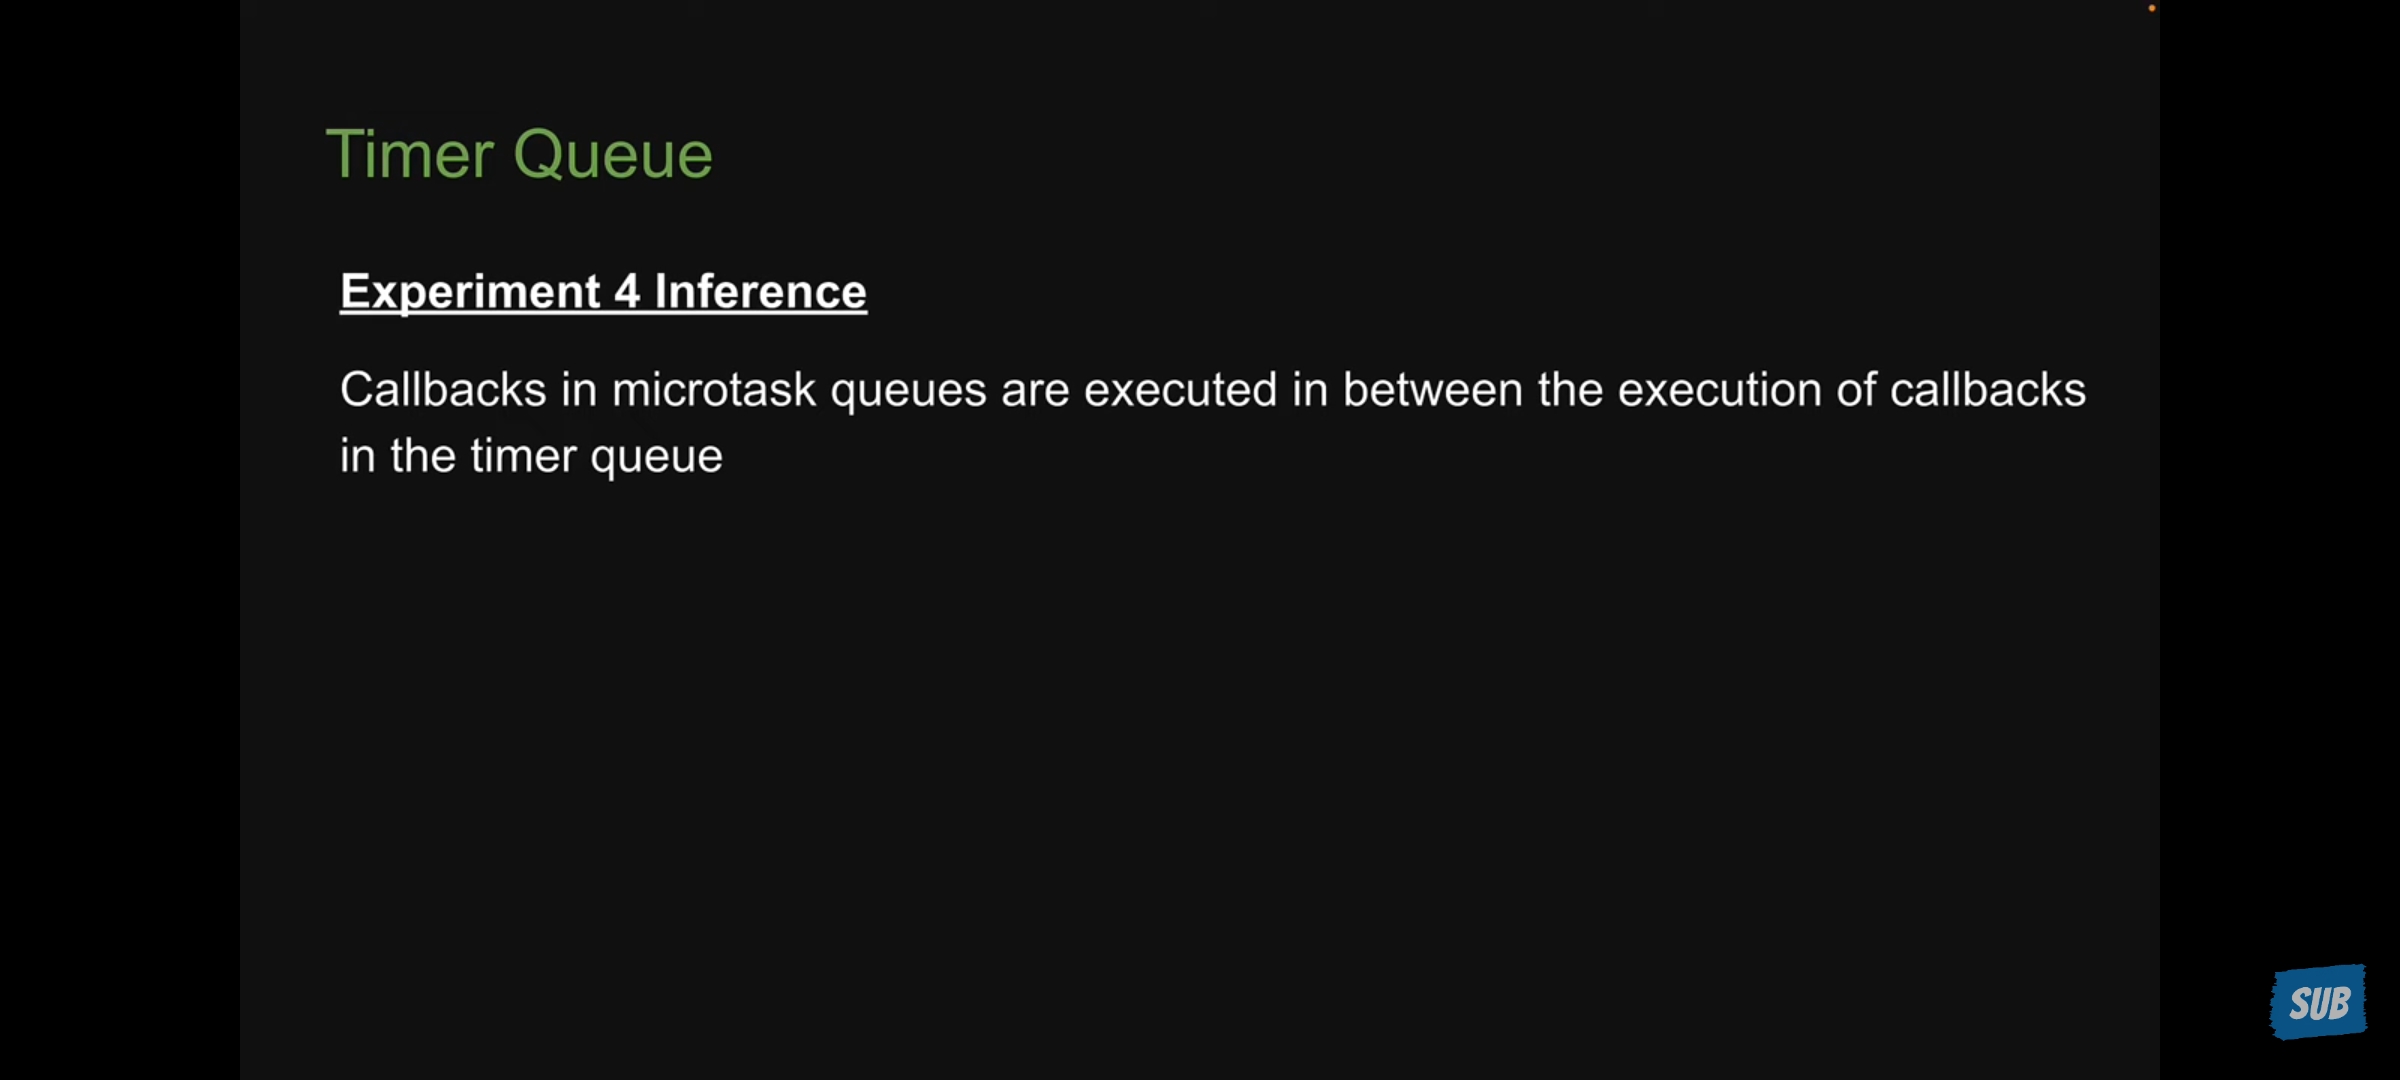 Timer Queue
Experiment 4 Inference
Callbacks in microtask queues are executed in between the execution of callbacks
in the timer queue
SUB